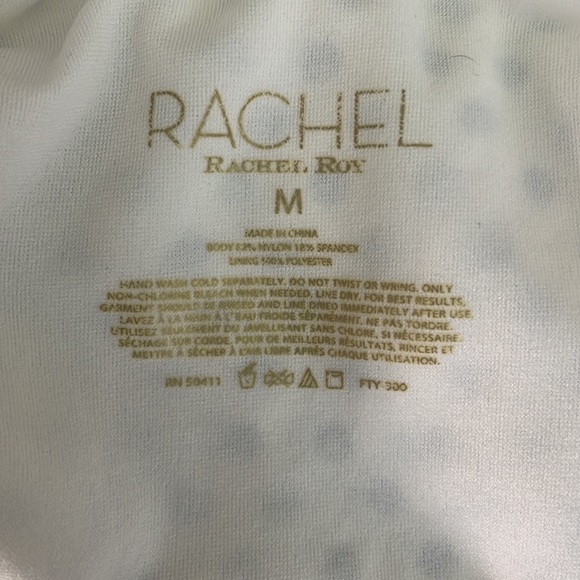 RACHEL
RACHEL ROY
M
MADE IN CHINA
BODY 82% NYLON 18% SPANDEX
LINING 100% POLYESTER
HAND WASH COLD SEPARATELY. DO NOT TWIST OR WRING. ONLY
NON-CHLORINE BLEACH WHEN NEEDED. LINE DRY. FOR BEST RESULTS,
GARMENT SHOULD BE RINSED AND LINE DRIED IMMEDIATELY AFTER USE.
LAVEZ À LA MAIN À L'EAU FROIDE SÉPARÉMENT. NE PAS TORDRE.
UTILISEZ SEULEMENT DU JAVELLISANT SANS CHLORE, SI NÉCESSAIRE.
SÉCHAGE SUR CORDE. POUR DE MEILLEURS RÉSULTATS, RINCER ET
METTRE À SÉCHER À L'AIR LIBRE APRÈS CHAQUE UTILISATION.
RN 50411 FTY 300